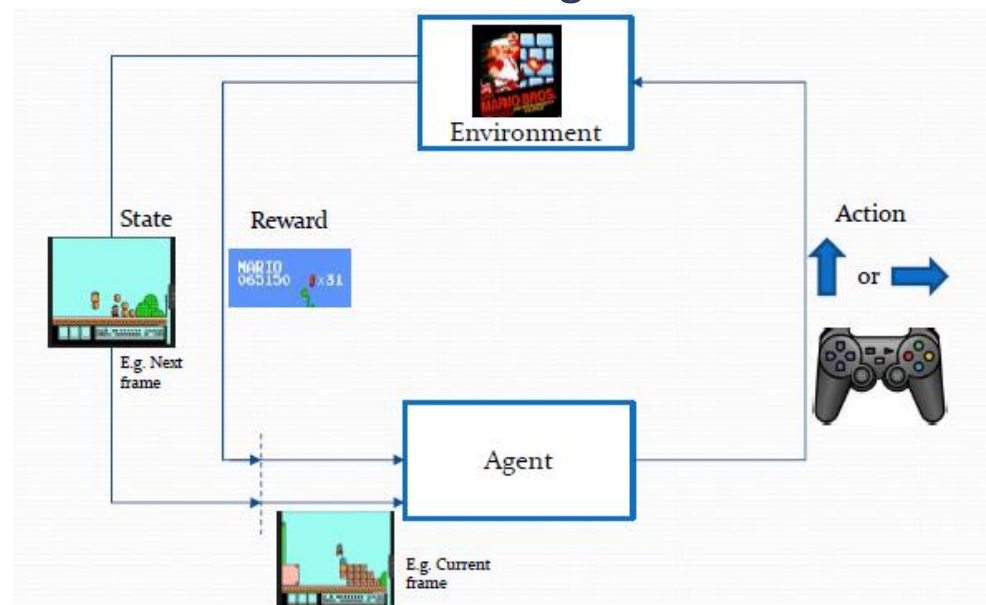 MARIO BROS.
Environment
State
Reward
Action
MARIO
065150 x31
or
E.g. Next
frame
Agent
E.g. Current
frame